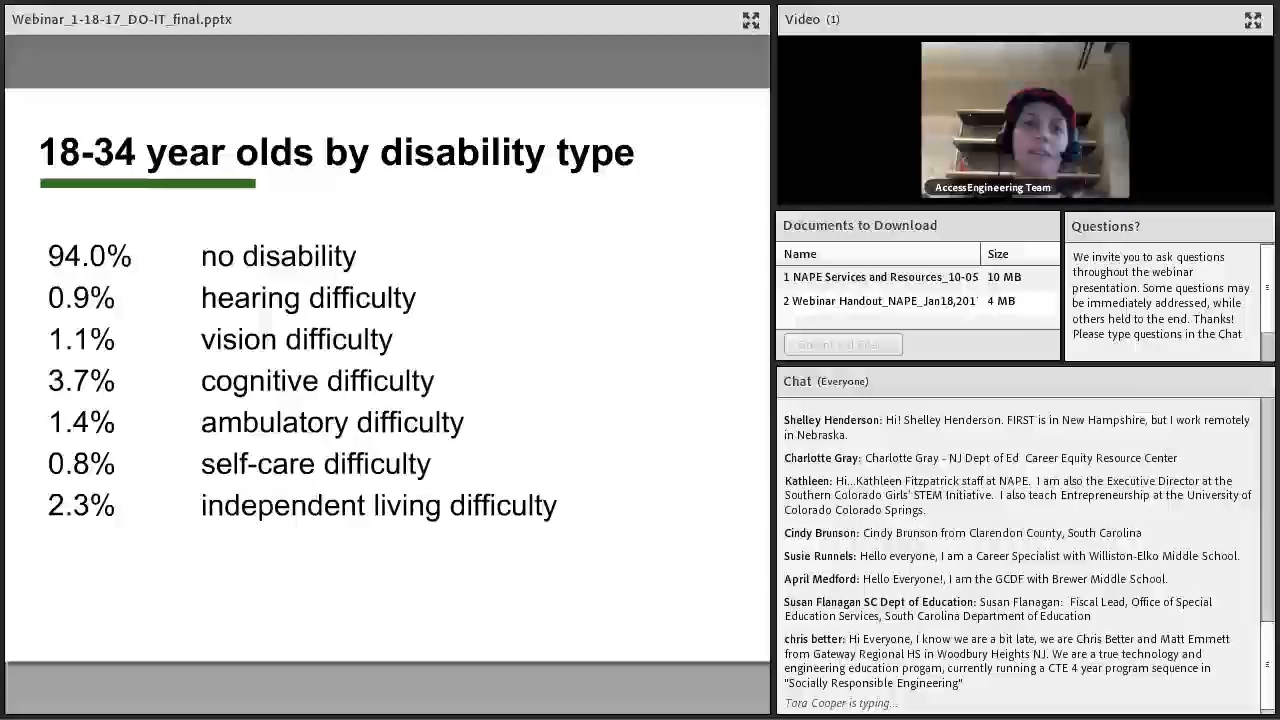 Webinar_1-18-17_DO-IT_final.pptx
18-34 year olds by disability type
94.0% no disability
0.9% hearing difficulty
1.1% vision difficulty
3.7% cognitive difficulty
1.4% ambulatory difficulty
0.8% self-care difficulty
2.3% independent living difficulty
Video (1)
AccessEngineering Team
Documents to Download
Name Size
1 NAPE Services and Resources_10-05 10 MB
2 Webinar Handout_NAPE_Jan18,201 4 MB
Questions?
We invite you to ask questions
throughout the webinar
presentation. Some questions may
be immediately addressed, while
others held to the end. Thanks!
Please type questions in the Chat
Chat (Everyone)
Shelley Henderson: Hi! Shelley Henderson. FIRST is in New Hampshire, but I work remotely
in Nebraska.
Charlotte Gray: Charlotte Gray - NJ Dept of Ed Career Equity Resource Center
Kathleen: Hi...Kathleen Fitzpatrick staff at NAPE. I am also the Executive Director at the
Southern Colorado Girls' STEM Initiative. I also teach Entrepreneurship at the University of
Colorado Colorado Springs.
Cindy Brunson: Cindy Brunson from Clarendon County, South Carolina
Susie Runnels: Hello everyone, I am a Career Specialist with Williston-Elko Middle School.
April Medford: Hello Everyone!, I am the GCDF with Brewer Middle School.
Susan Flanagan SC Dept of Education: Susan Flanagan: Fiscal Lead, Office of Special
Education Services, South Carolina Department of Education
chris better: Hi Everyone, I know we are a bit late, we are Chris Better and Matt Emmett
from Gateway Regional HS in Woodbury Heights NJ. We are a true technology and
engineering education progam, currently running a CTE 4 year program sequence in
"Socially Responsible Engineering"
Tara Cooper is typing...